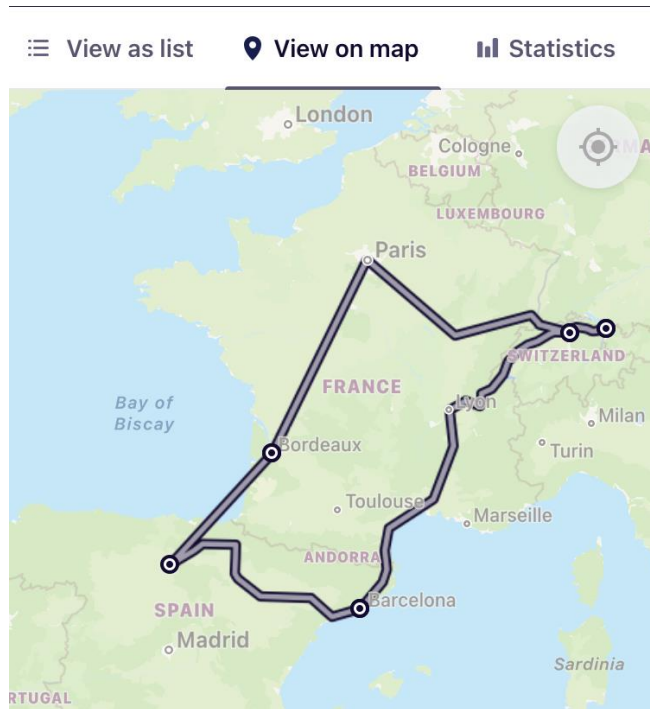 View as list
View on map
Statistics
London
Cologne
MA
BELGIUM
LUXEMBOURG
Paris
SWITZERLAND
FRANCE
Bay of
Biscay
Lyon
Milan
Bordeaux
Turin
Toulouse
Marseille
ANDORRA
Barcelona
SPAIN
Madrid
Sardinia
RTUGAL